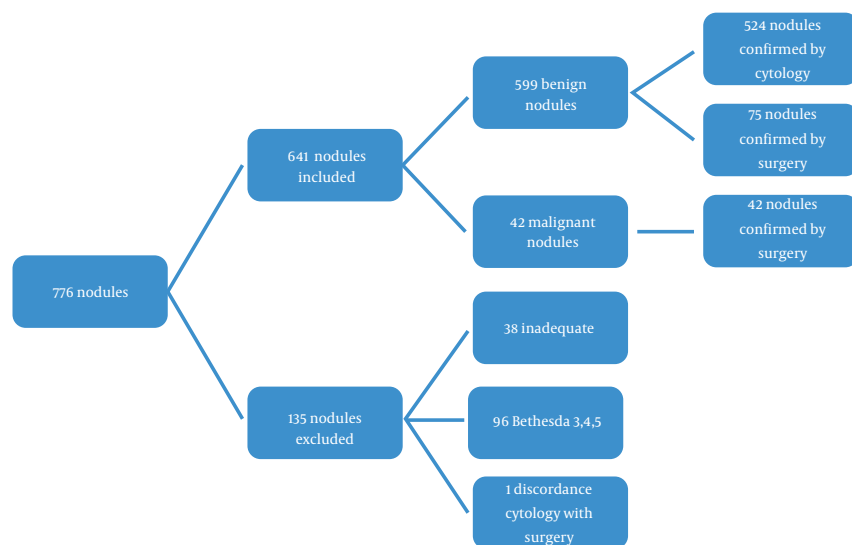 776 nodules
641 nodules
included
135 nodules
excluded
599 benign
nodules
42 malignant
nodules
38 inadequate
96 Bethesda 3,4,5
1 discordance
cytology with
surgery
524 nodules
confirmed by
cytology
75 nodules
confirmed by
surgery
42 nodules
confirmed by
surgery